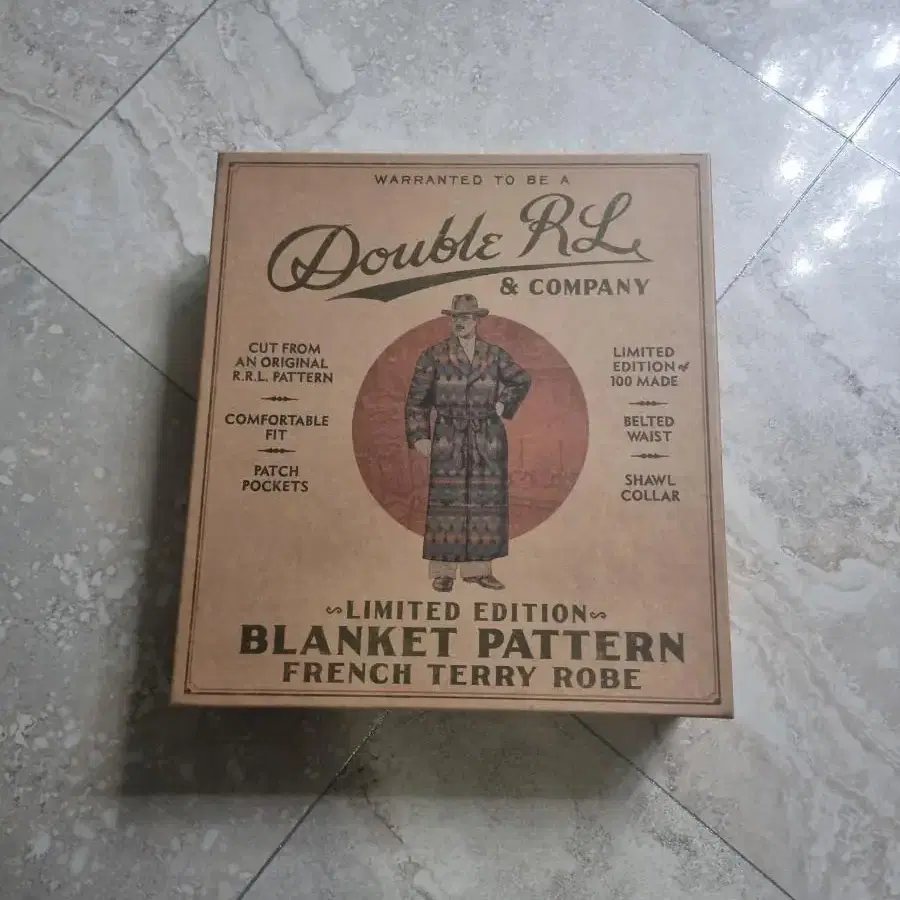 WARRANTED TO BE A
Double RL
& COMPANY
CUT FROM
AN ORIGINAL
R.R.L. PATTERN
COMFORTABLE
FIT
PATCH
POCKETS
LIMITED
EDITION of
100 MADE
BELTED
WAIST
SHAWL
COLLAR
~LIMITED EDITION~
BLANKET PATTERN
FRENCH TERRY ROBE